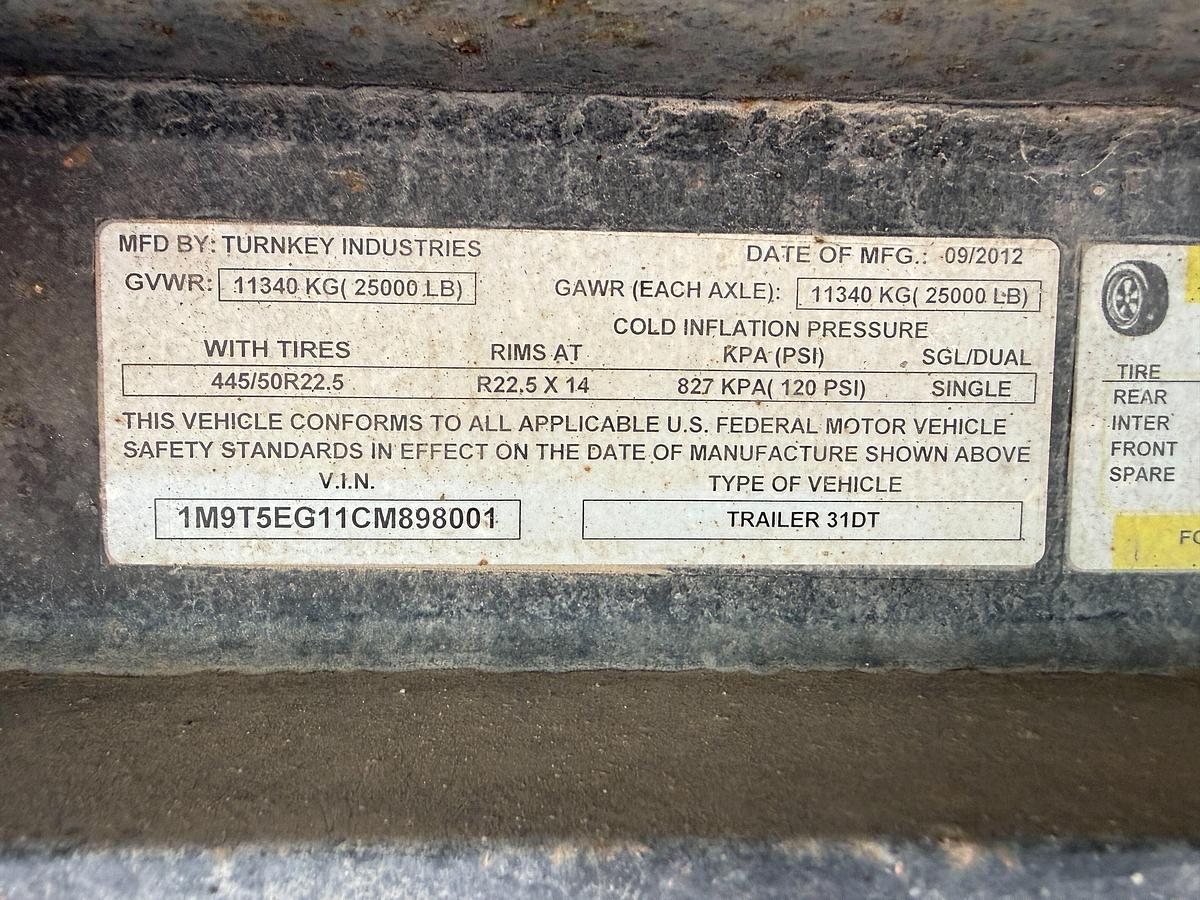 MFD BY: TURNKEY INDUSTRIES
DATE OF MFG.: 09/2012
GVWR: 11340 KG( 25000 LB)
GAWR (EACH AXLE): 11340 KG( 25000 LB)
COLD INFLATION PRESSURE
WITH TIRES RIMS AT KPA (PSI) SGL/DUAL
445/50R22.5 R22.5 X 14 827 KPA( 120 PSI) SINGLE
THIS VEHICLE CONFORMS TO ALL APPLICABLE U.S. FEDERAL MOTOR VEHICLE
SAFETY STANDARDS IN EFFECT ON THE DATE OF MANUFACTURE SHOWN ABOVE
V.I.N. TYPE OF VEHICLE
1M9T5EG11CM898001 TRAILER 31DT
TIRE
REAR
INTER
FRONT
SPARE